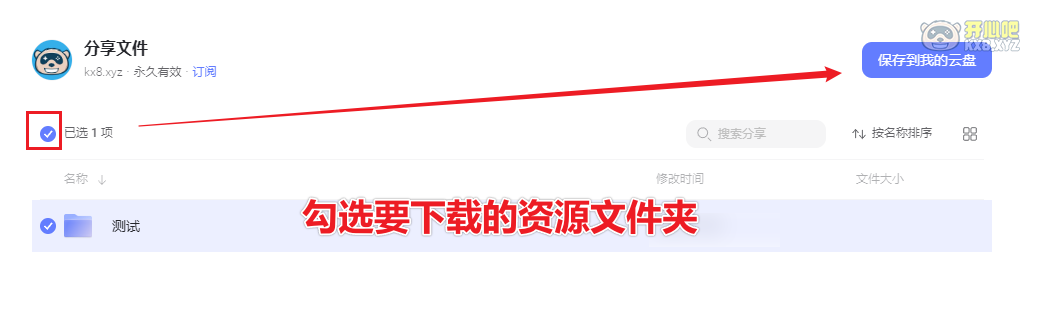 开心吧
KX8.XYZ
分享文件
kx8.xyz · 永久有效 · 订阅
保存到我的云盘
已选 1 项
搜索分享
按名称排序
名称
修改时间
文件大小
测试
勾选要下载的资源文件夹